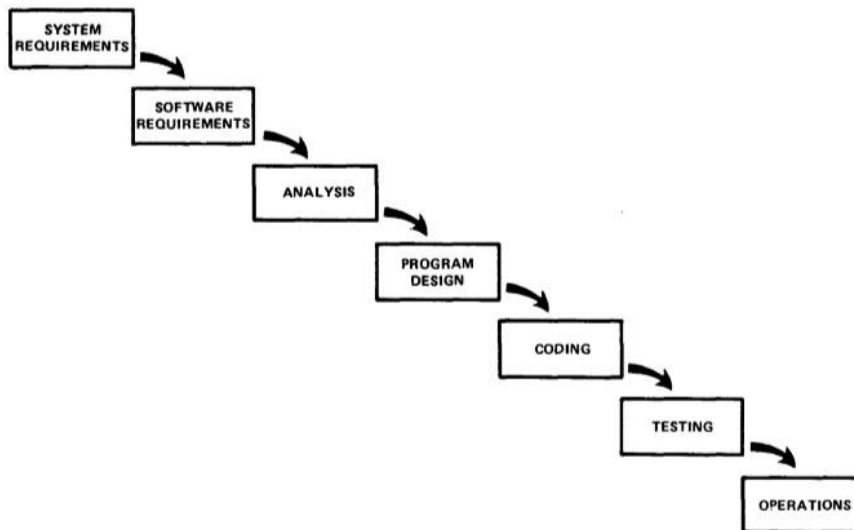 SYSTEM
REQUIREMENTS
SOFTWARE
REQUIREMENTS
ANALYSIS
PROGRAM
DESIGN
CODING
TESTING
OPERATIONS